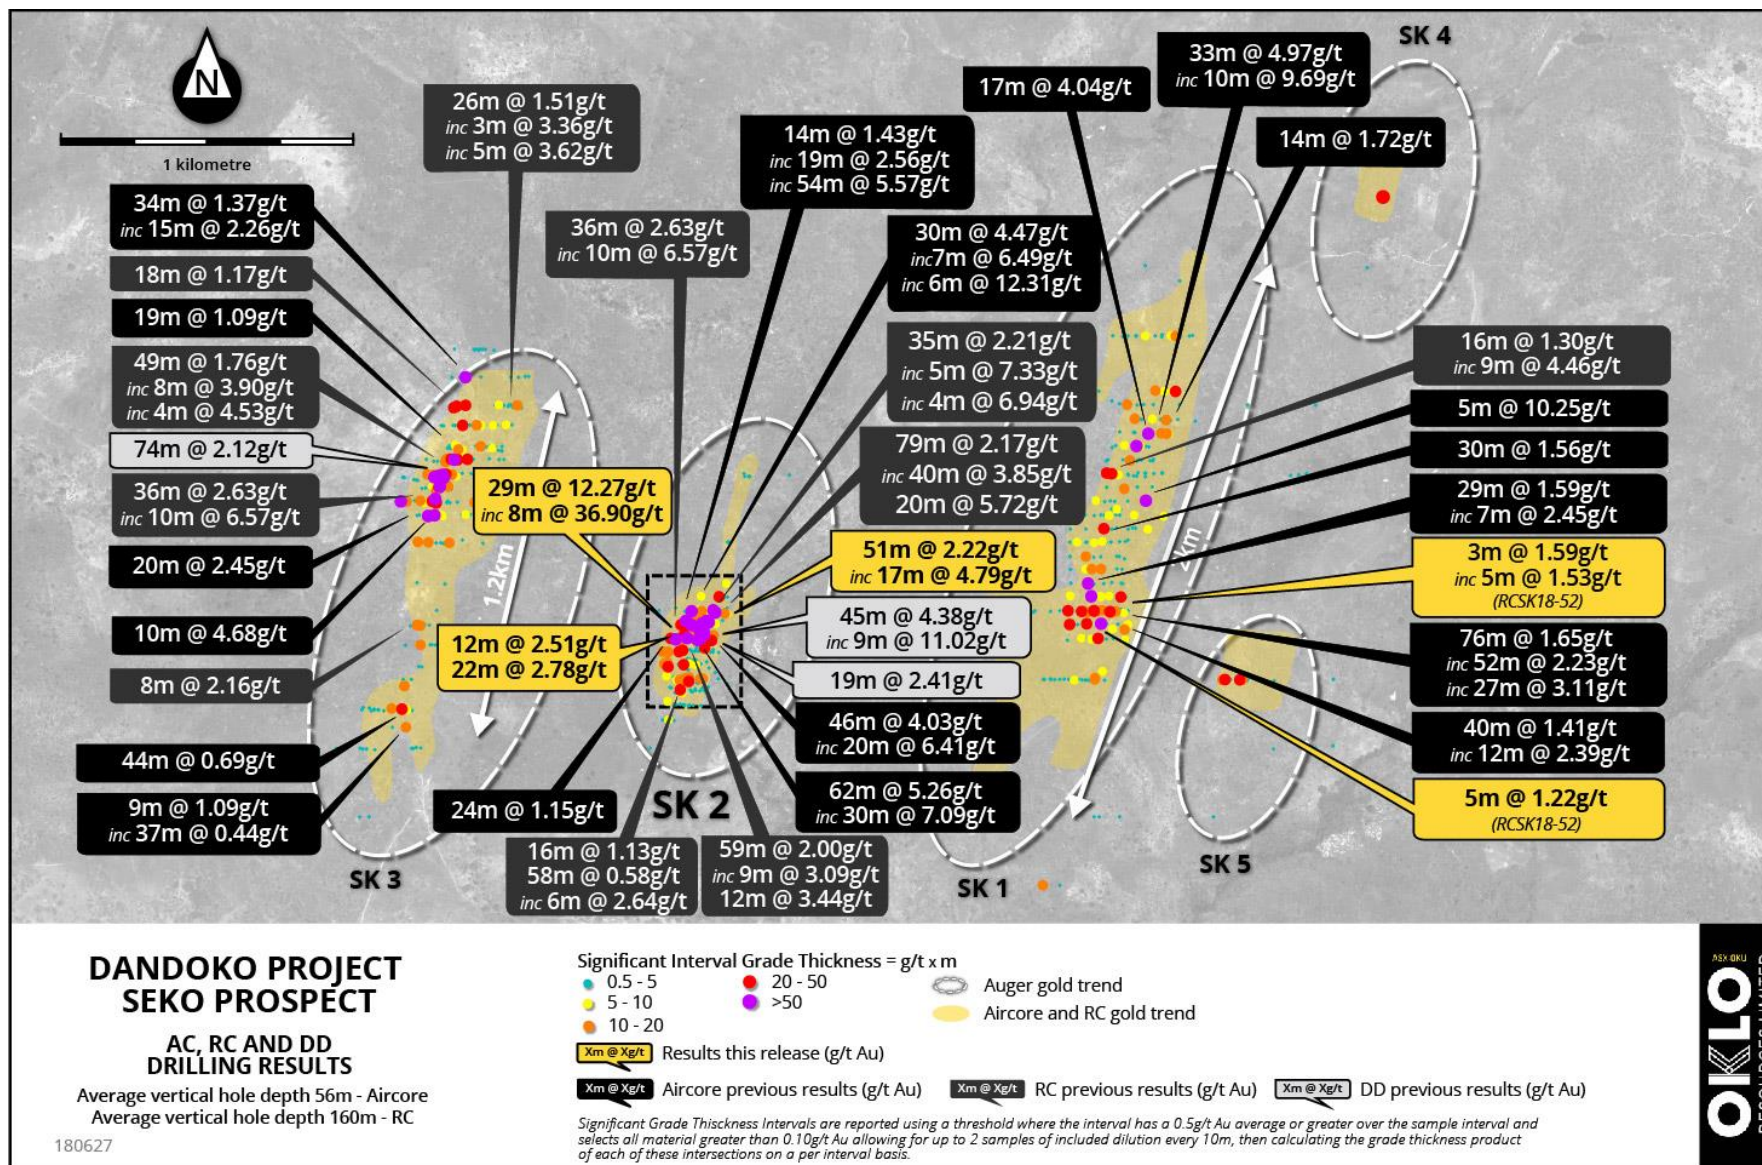 SK 4
N
1 kilometre
26m @ 1.51g/t
inc 3m @ 3.36g/t
inc 5m @ 3.62g/t
14m @ 1.43g/t
inc 19m @ 2.56g/t
inc 54m @ 5.57g/t
17m @ 4.04g/t
33m @ 4.97g/t
inc 10m @ 9.69g/t
14m @ 1.72g/t
34m @ 1.37g/t
inc 15m @ 2.26g/t
18m @ 1.17g/t
19m @ 1.09g/t
49m @ 1.76g/t
inc 8m @ 3.90g/t
inc 4m @ 4.53g/t
74m @ 2.12g/t
36m @ 2.63g/t
inc 10m @ 6.57g/t
20m @ 2.45g/t
10m @ 4.68g/t
8m @ 2.16g/t
44m @ 0.69g/t
9m @ 1.09g/t
inc 37m @ 0.44g/t
1.2km
SK 3
36m @ 2.63g/t
inc 10m @ 6.57g/t
30m @ 4.47g/t
inc7m @ 6.49g/t
inc 6m @ 12.31g/t
35m @ 2.21g/t
inc 5m @ 7.33g/t
inc 4m @ 6.94g/t
79m @ 2.17g/t
inc 40m @ 3.85g/t
20m @ 5.72g/t
29m @ 12.27g/t
inc 8m @ 36.90g/t
51m @ 2.22g/t
inc 17m @ 4.79g/t
45m @ 4.38g/t
inc 9m @ 11.02g/t
12m @ 2.51g/t
22m @ 2.78g/t
19m @ 2.41g/t
46m @ 4.03g/t
inc 20m @ 6.41g/t
62m @ 5.26g/t
inc 30m @ 7.09g/t
24m @ 1.15g/t
SK 2
16m @ 1.13g/t
58m @ 0.58g/t
inc 6m @ 2.64g/t
59m @ 2.00g/t
inc 9m @ 3.09g/t
12m @ 3.44g/t
16m @ 1.30g/t
inc 9m @ 4.46g/t
5m @ 10.25g/t
30m @ 1.56g/t
29m @ 1.59g/t
inc 7m @ 2.45g/t
3m @ 1.59g/t
inc 5m @ 1.53g/t
(RCSK18-52)
76m @ 1.65g/t
inc 52m @ 2.23g/t
inc 27m @ 3.11g/t
40m @ 1.41g/t
inc 12m @ 2.39g/t
5m @ 1.22g/t
(RCSK18-52)
SK 1
SK 5
DANDOKO PROJECT
SEKO PROSPECT
AC, RC AND DD
DRILLING RESULTS
Average vertical hole depth 56m - Aircore
Average vertical hole depth 160m - RC
180627
Significant Interval Grade Thickness = g/t x m
0.5 - 5
5 - 10
10 - 20
20 - 50
>50
Auger gold trend
Aircore and RC gold trend
Xm @ Xg/t Results this release (g/t Au)
Xm @ Xg/t Aircore previous results (g/t Au)
Xm @ Xg/t RC previous results (g/t Au)
Xm @ Xg/t DD previous results (g/t Au)
Significant Grade Thisckness Intervals are reported using a threshold where the interval has a 0.5g/t Au average or greater over the sample interval and
selects all material greater than 0.10g/t Au allowing for up to 2 samples of included dilution every 10m, then calculating the grade thickness product
of each of these intersections on a per interval basis.
ASX:OKU
OKLO